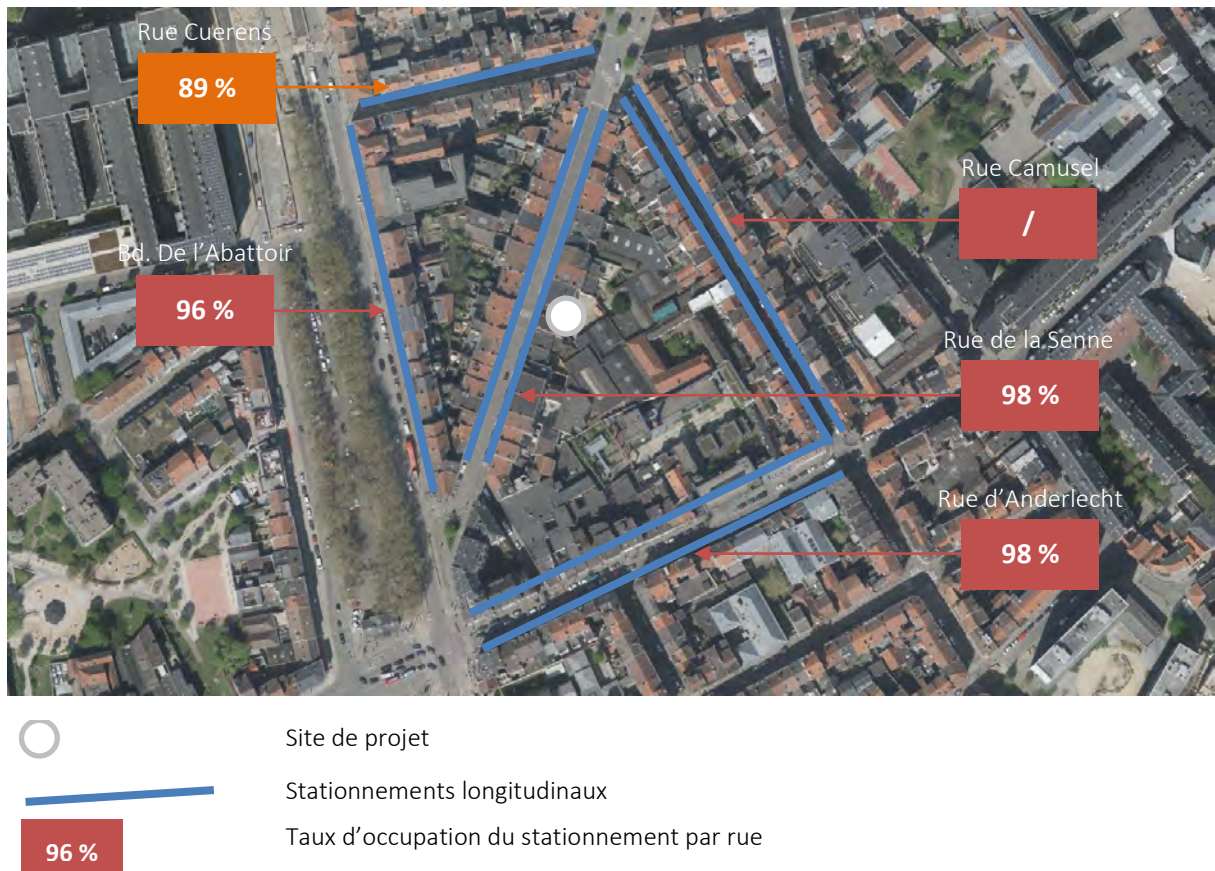 Rue Cuerens
89 %
Rue Camusel
/
Bd. De l'Abattoir
96 %
Rue de la Senne
98 %
Rue d'Anderlecht
98 %
Site de projet
Stationnements longitudinaux
Taux d'occupation du stationnement par rue
96 %